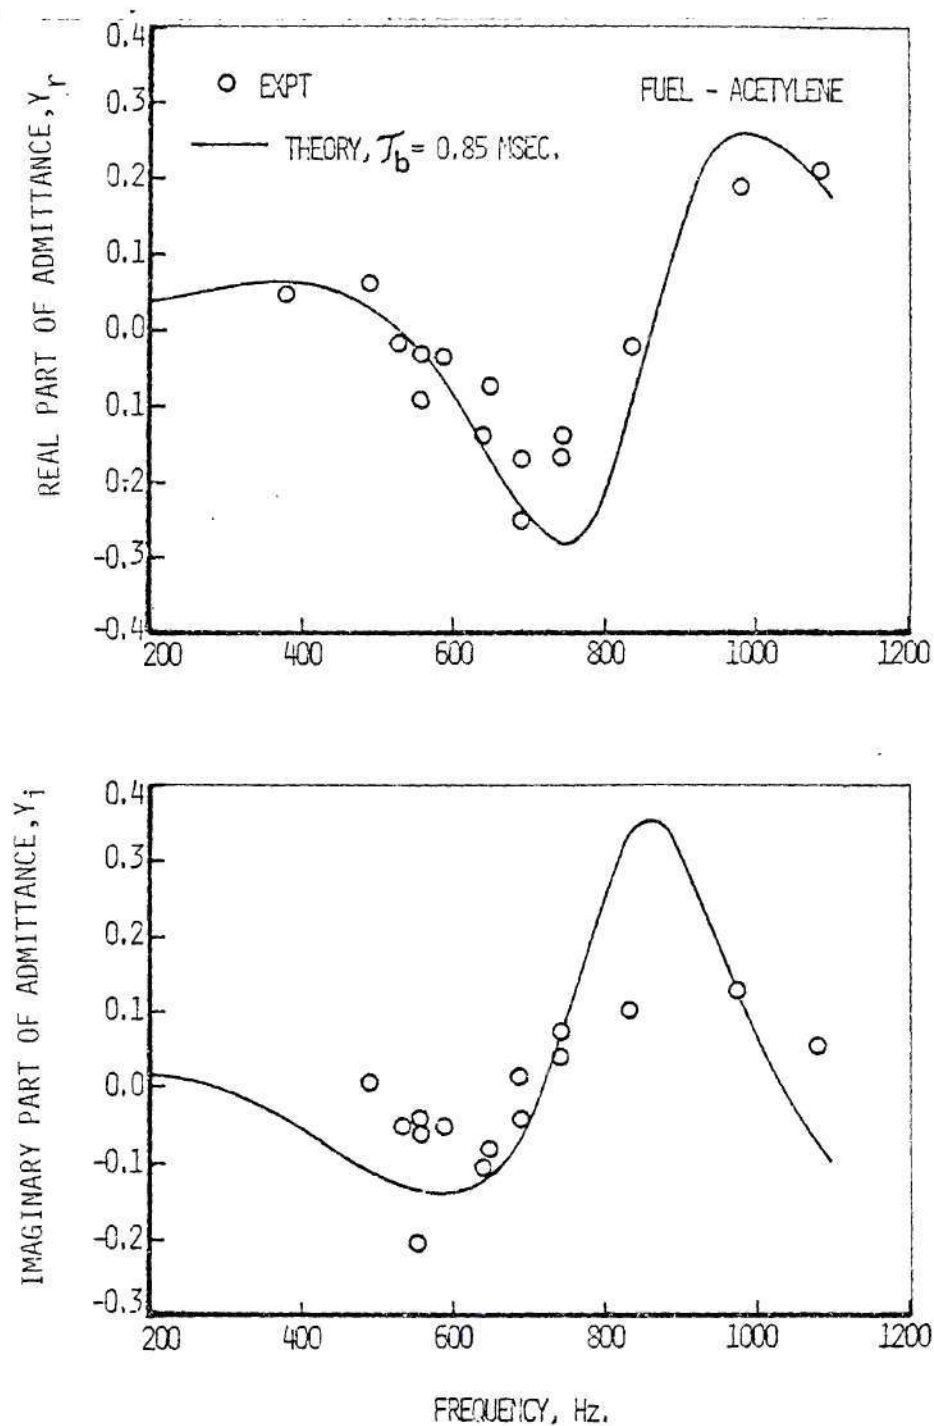 0.4
0.3
0.2
0.1
0.0
0.1
0.2
-0.3
-0.4
REAL PART OF ADMITTANCE, Yr
EXPT
FUEL - ACETYLENE
THEORY, τb = 0.85 MSEC.
200 400 600 800 1000 1200
0.4
0.3
0.2
0.1
0.0
-0.1
-0.2
-0.3
IMAGINARY PART OF ADMITTANCE, Yi
200 400 600 800 1000 1200
FREQUENCY, Hz.